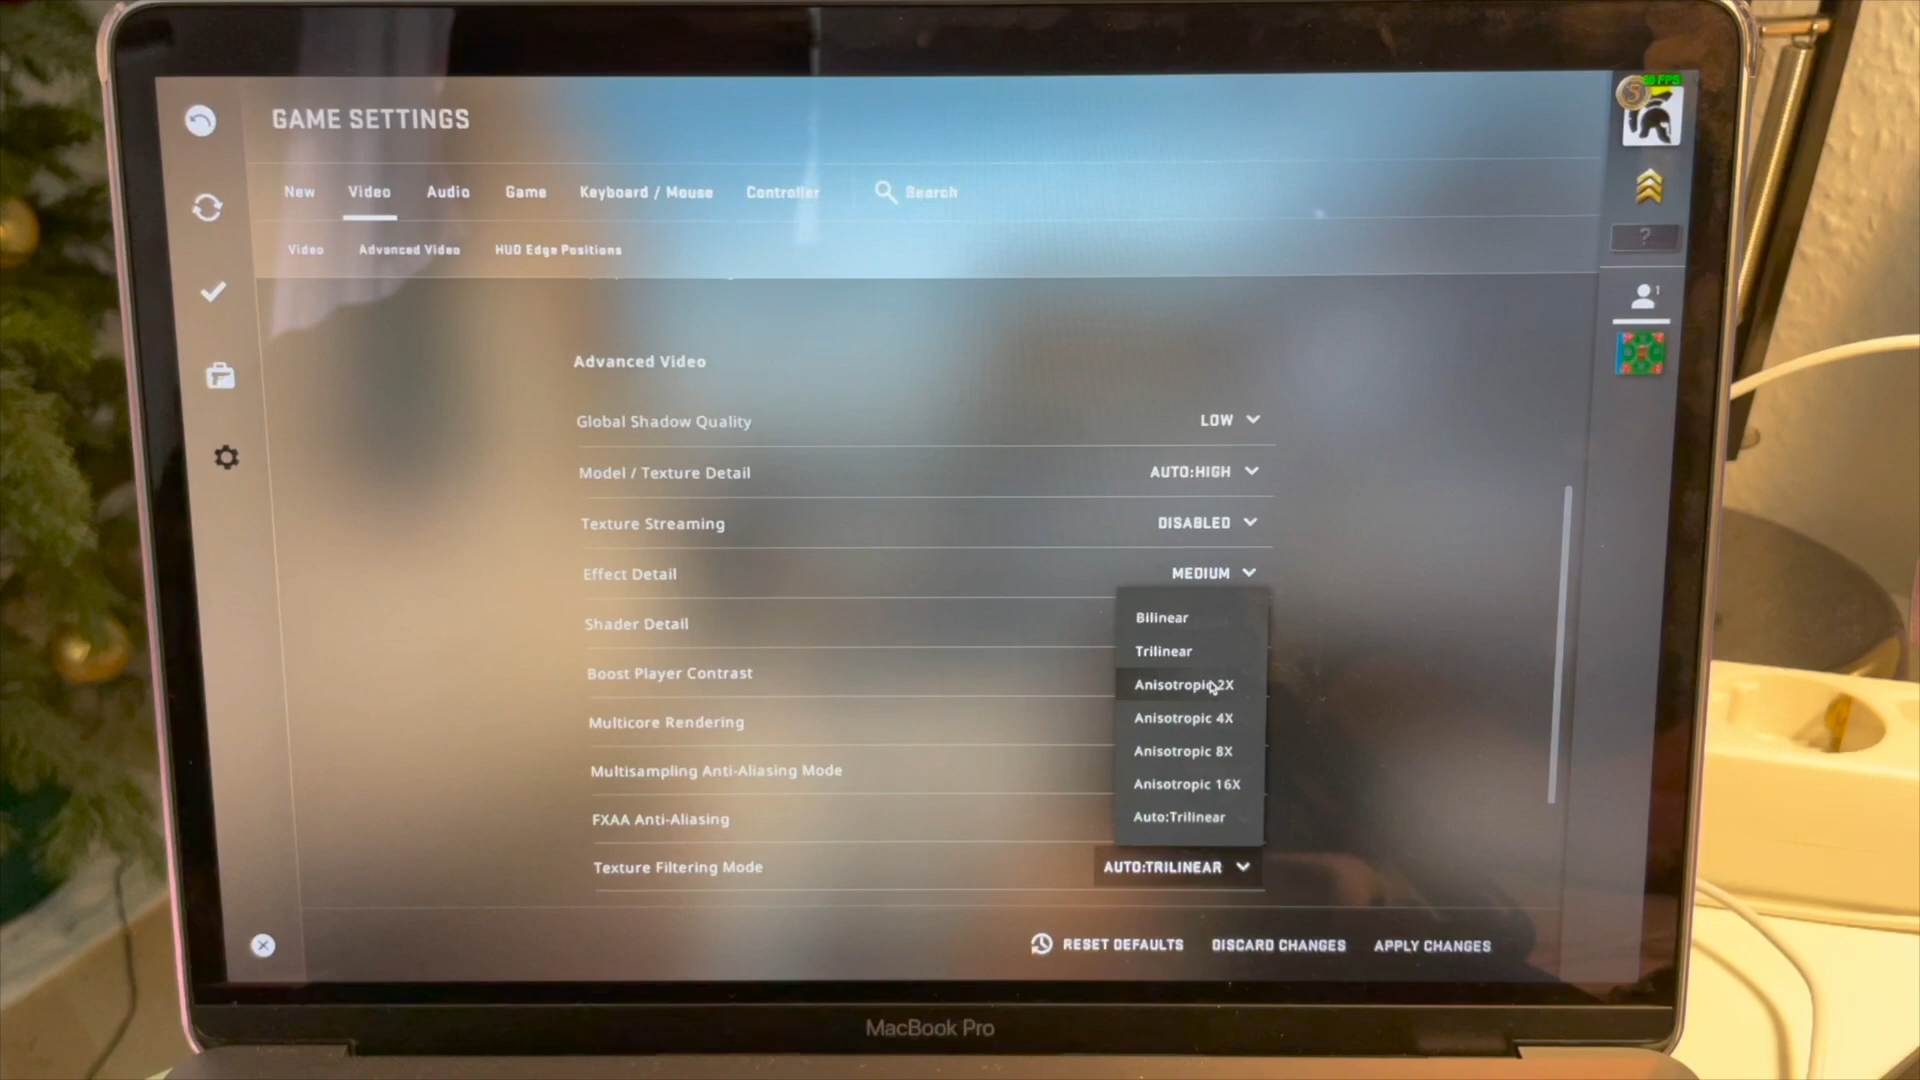 60 FPS
GAME SETTINGS
New Video Audio Game Keyboard / Mouse Controller Search
Video Advanced Video HUD Edge Positions
?
1
Advanced Video
Global Shadow Quality LOW
Model / Texture Detail AUTO:HIGH
Texture Streaming DISABLED
Effect Detail MEDIUM
Bilinear
Shader Detail
Trilinear
Boost Player Contrast
Anisotropic 2X
Anisotropic 4X
Multicore Rendering
Anisotropic 8X
Multisampling Anti-Aliasing Mode
Anisotropic 16X
FXAA Anti-Aliasing
Auto:Trilinear
Texture Filtering Mode AUTO:TRILINEAR
RESET DEFAULTS DISCARD CHANGES APPLY CHANGES
MacBook Pro